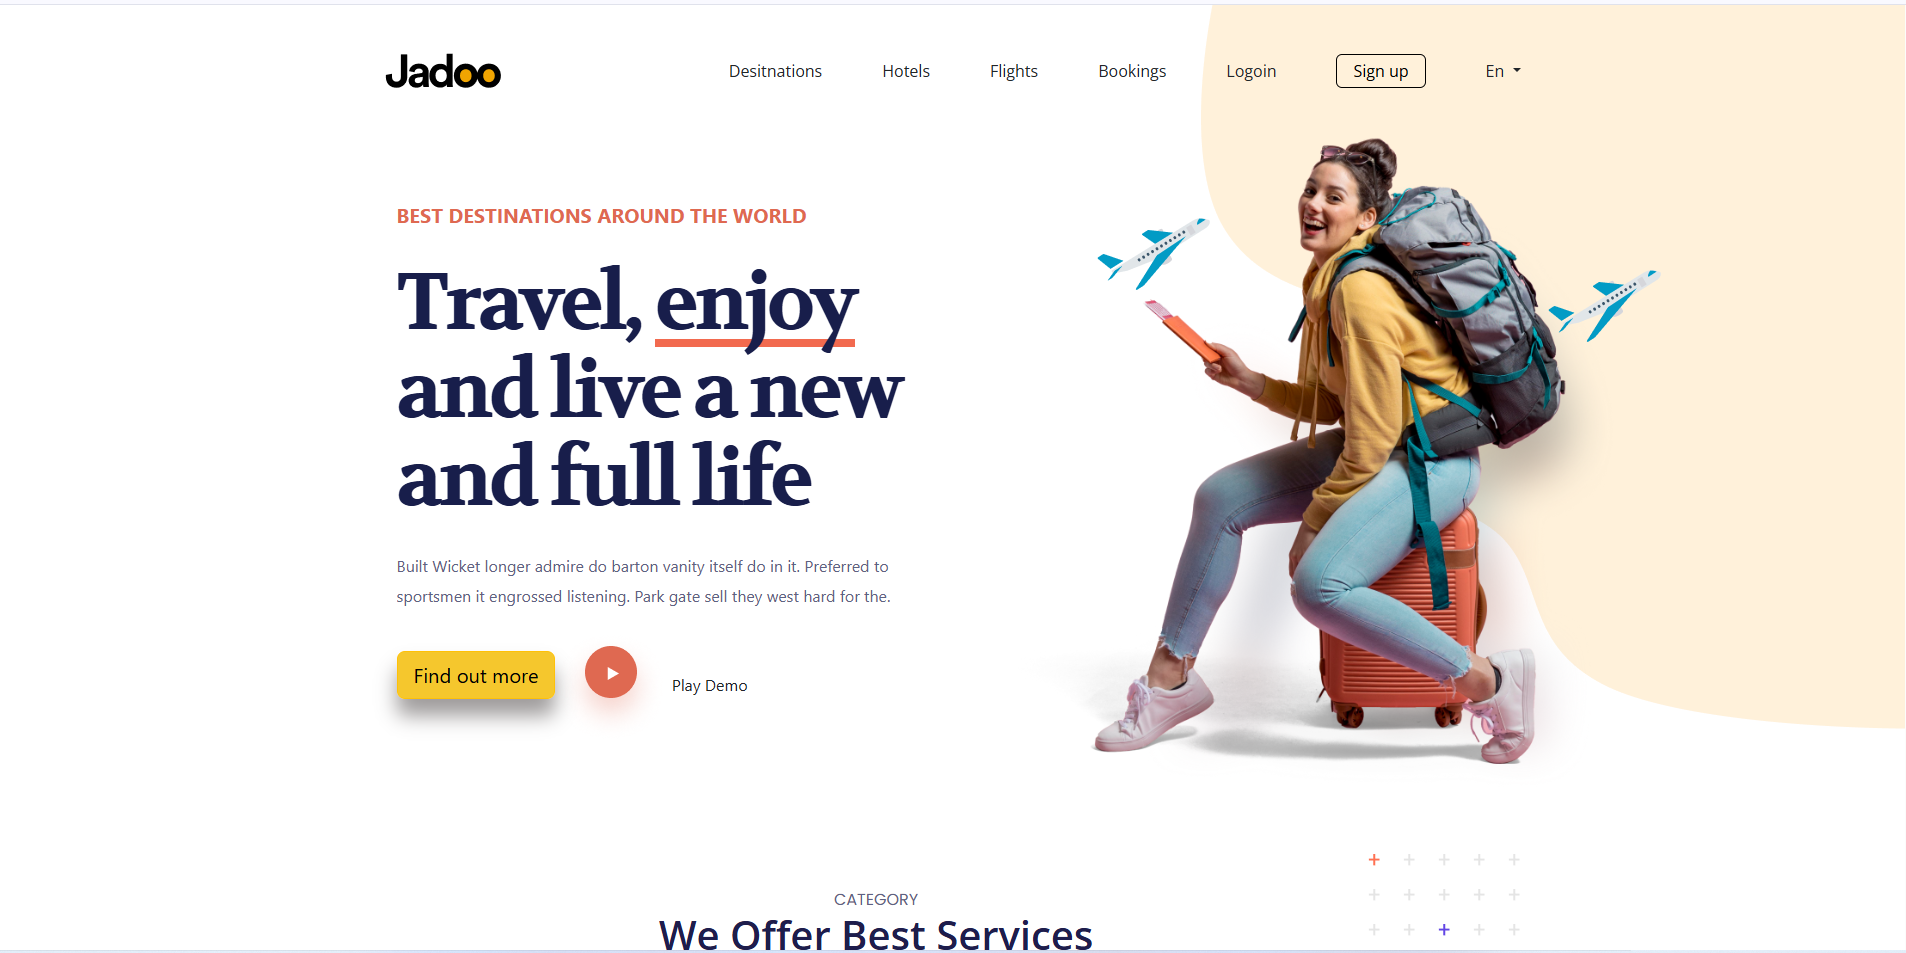 Jadoo
Desitnations Hotels Flights Bookings Logoin Sign up En
BEST DESTINATIONS AROUND THE WORLD
Travel, enjoy
and live a new
and full life
Built Wicket longer admire do barton vanity itself do in it. Preferred to
sportsmen it engrossed listening. Park gate sell they west hard for the.
Find out more
Play Demo
CATEGORY
We Offer Best Services